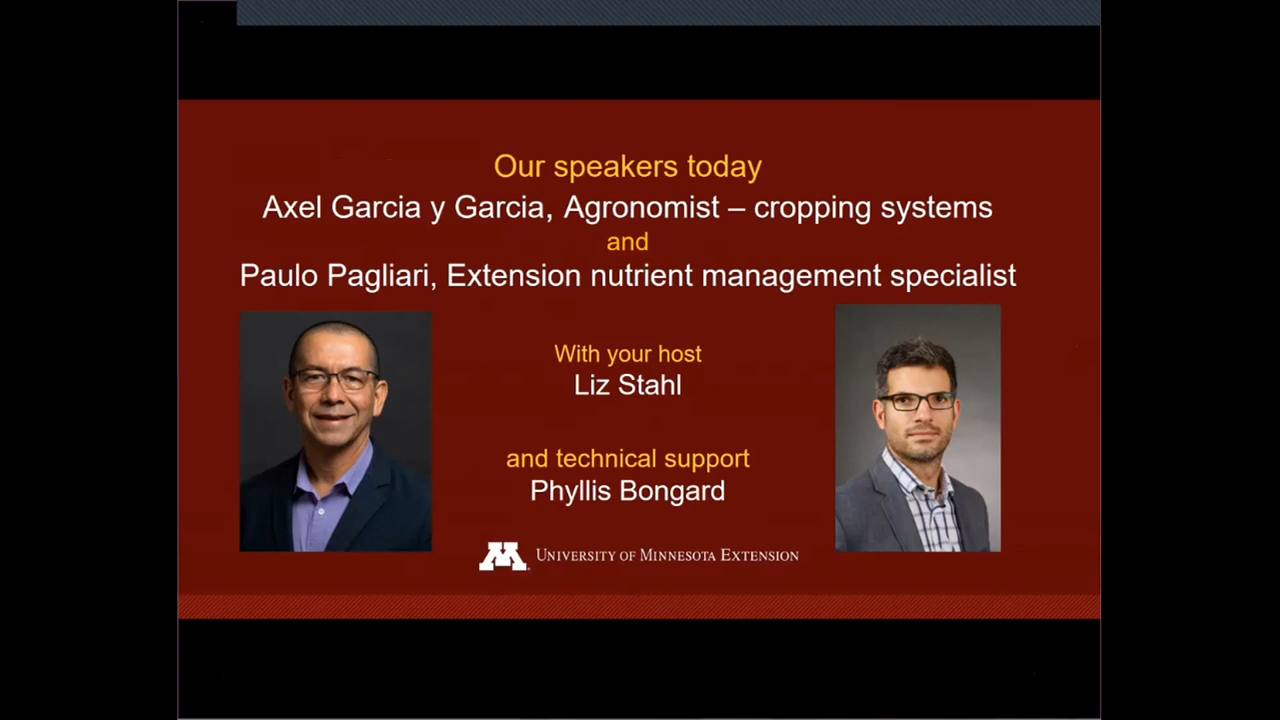 Our speakers today
Axel Garcia y Garcia, Agronomist – cropping systems
and
Paulo Pagliari, Extension nutrient management specialist
With your host
Liz Stahl
and technical support
Phyllis Bongard
M UNIVERSITY OF MINNESOTA EXTENSION